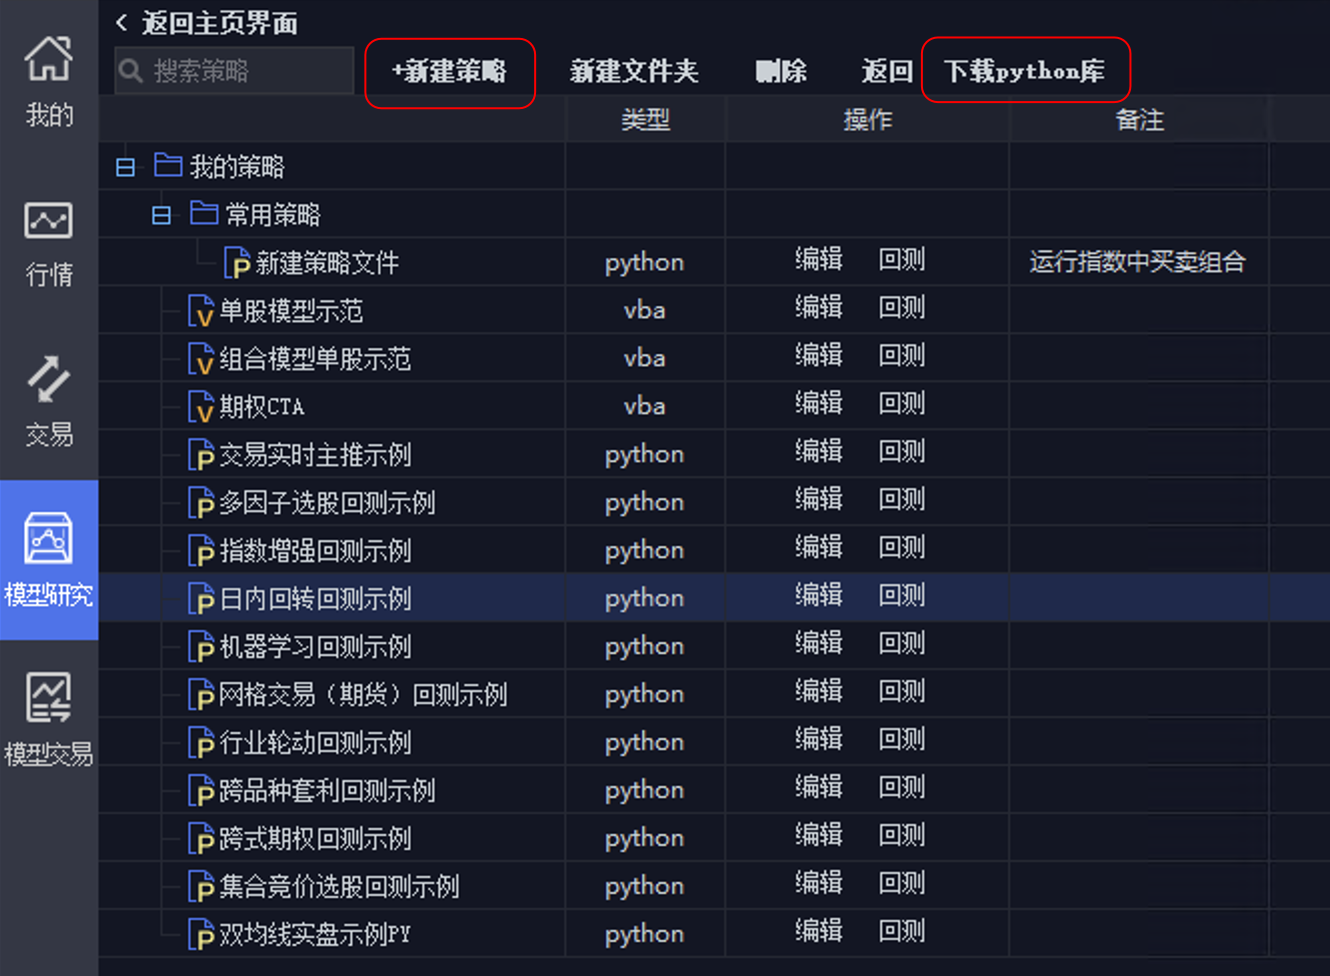 返回主页界面
搜索策略 +新建策略 新建文件夹 删除 返回 下载python库
类型 操作 备注
我的策略
常用策略
新建策略文件 python 编辑 回测 运行指数中买卖组合
单股模型示范 vba 编辑 回测
组合模型单股示范 vba 编辑 回测
期权CTA vba 编辑 回测
交易实时主推示例 python 编辑 回测
多因子选股回测示例 python 编辑 回测
指数增强回测示例 python 编辑 回测
日内回转回测示例 python 编辑 回测
机器学习回测示例 python 编辑 回测
网格交易（期货）回测示例 python 编辑 回测
行业轮动回测示例 python 编辑 回测
跨品种套利回测示例 python 编辑 回测
跨式期权回测示例 python 编辑 回测
集合竞价选股回测示例 python 编辑 回测
双均线实盘示例PY python 编辑 回测
我的
行情
交易
模型研究
模型交易